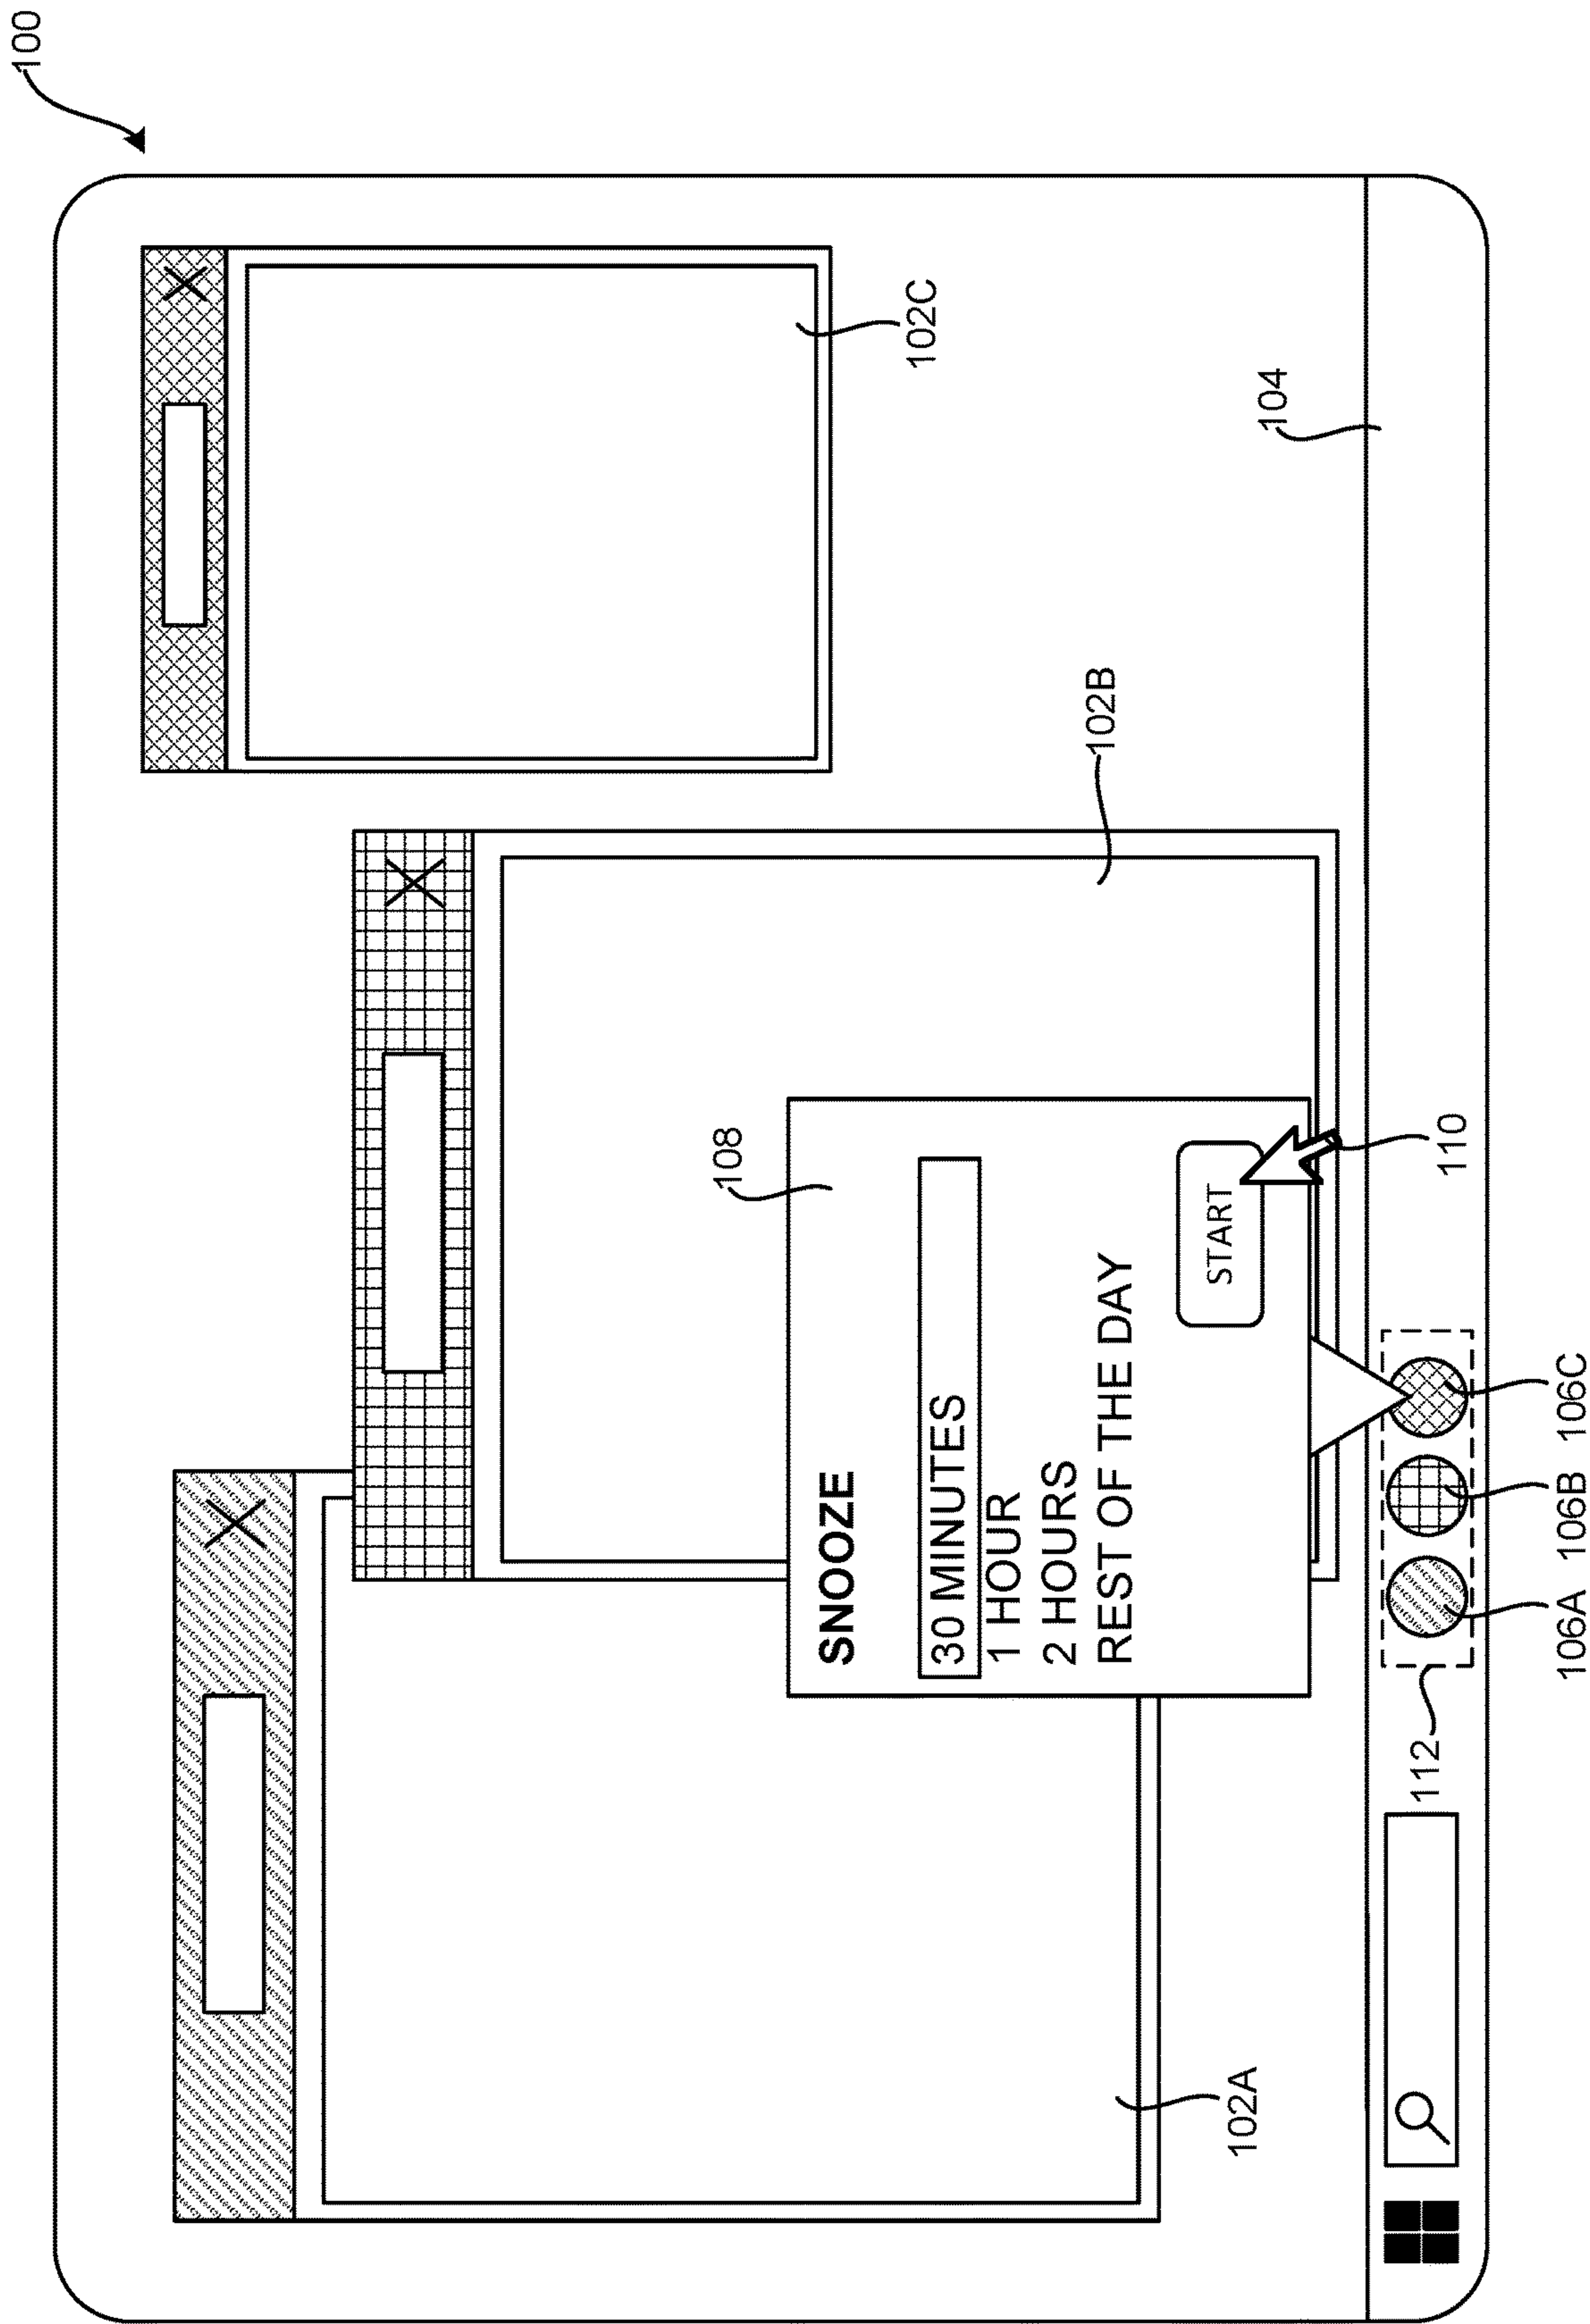 100
102C
104
102B
108
SNOOZE
30 MINUTES
1 HOUR
2 HOURS
REST OF THE DAY
START
110
102A
112
106A
106B
106C